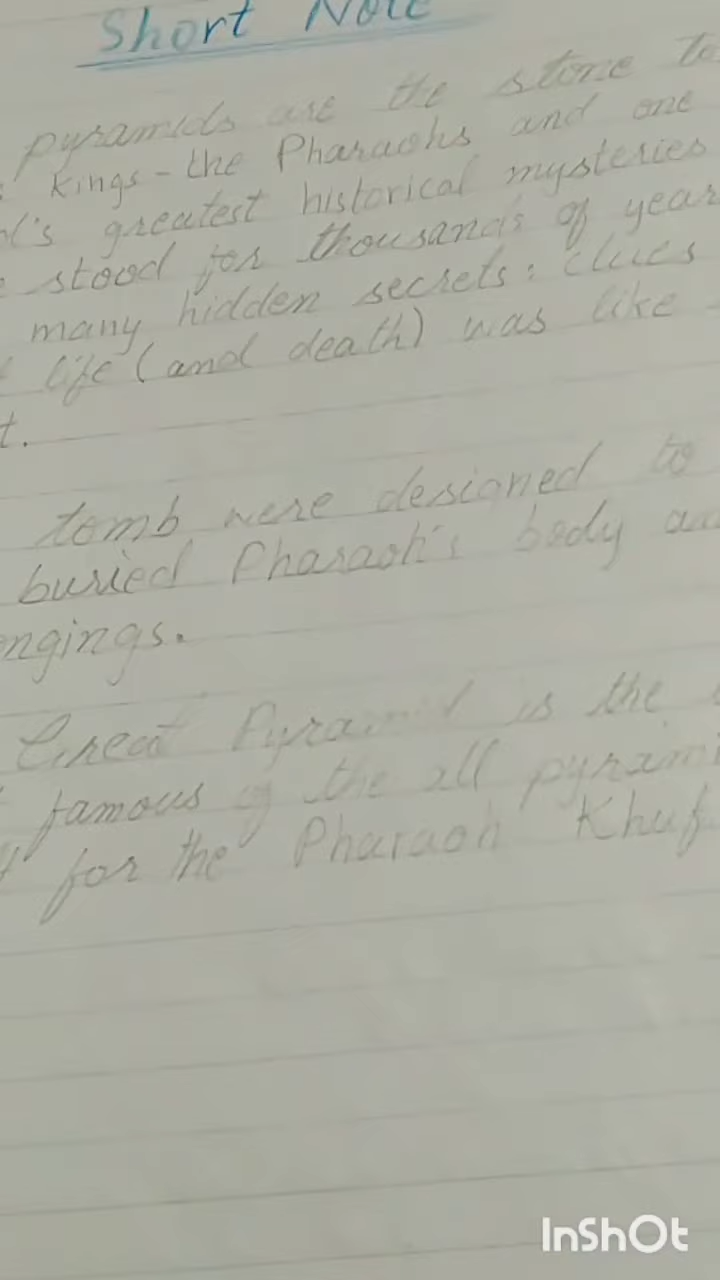 Short Note
pyramids are the stone to
Kings - the Pharaohs and one
greatest historical mysteries
stood for thousands of year
many hidden secrets : clues
life (and death) was like
t.
tomb were designed to
buried Pharaoh's body a
ngings.
Great Pyramid is the
famous of the all pyrami
for the Pharaoh Khuf
InShOt